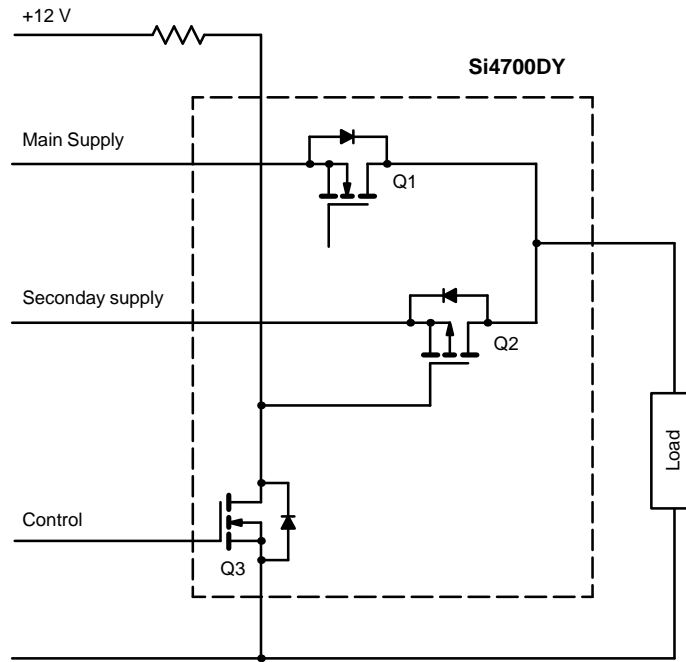 +12 V
Si4700DY
Main Supply
Q1
Seconday supply
Q2
Load
Control
Q3